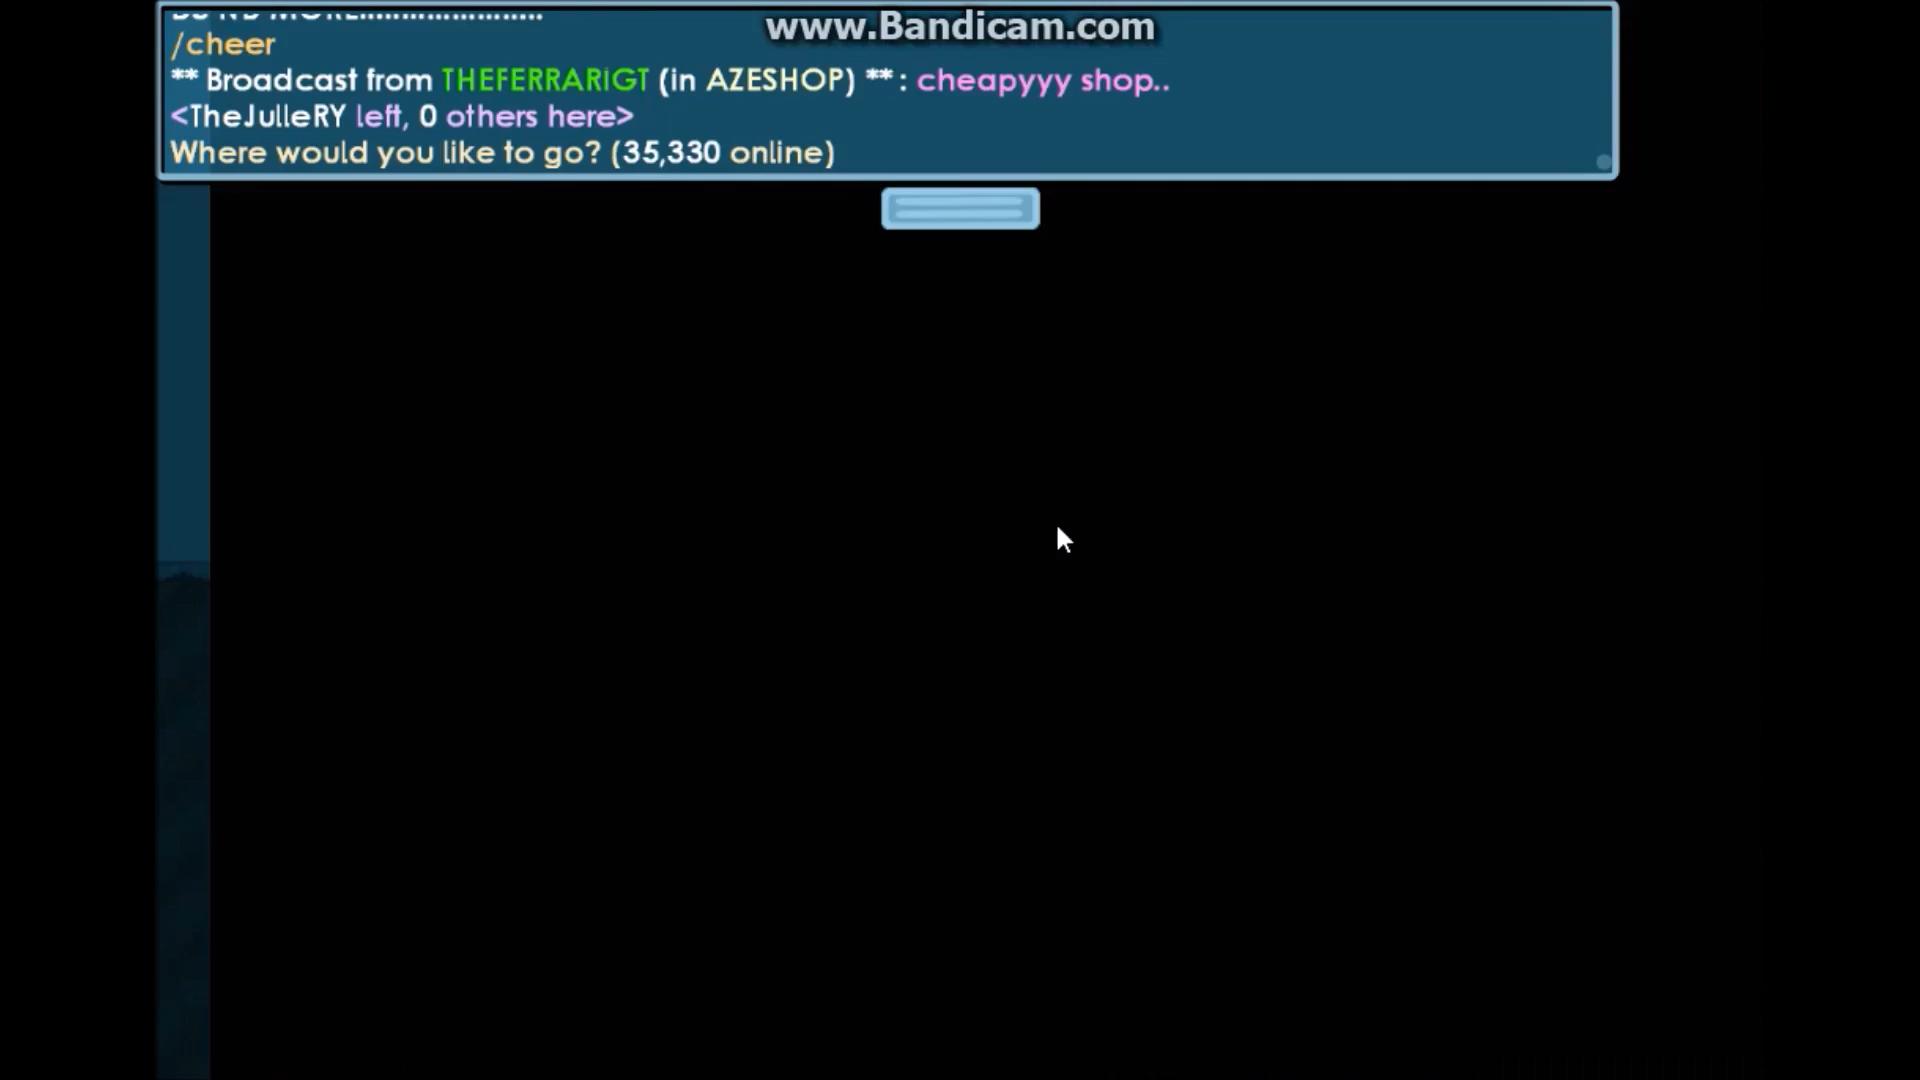 www.Bandicam.com
/cheer
** Broadcast from THEFERRARiGT (in AZESHOP) ** : cheapyyy shop..
<TheJulleRY left, 0 others here>
Where would you like to go? (35,330 online)